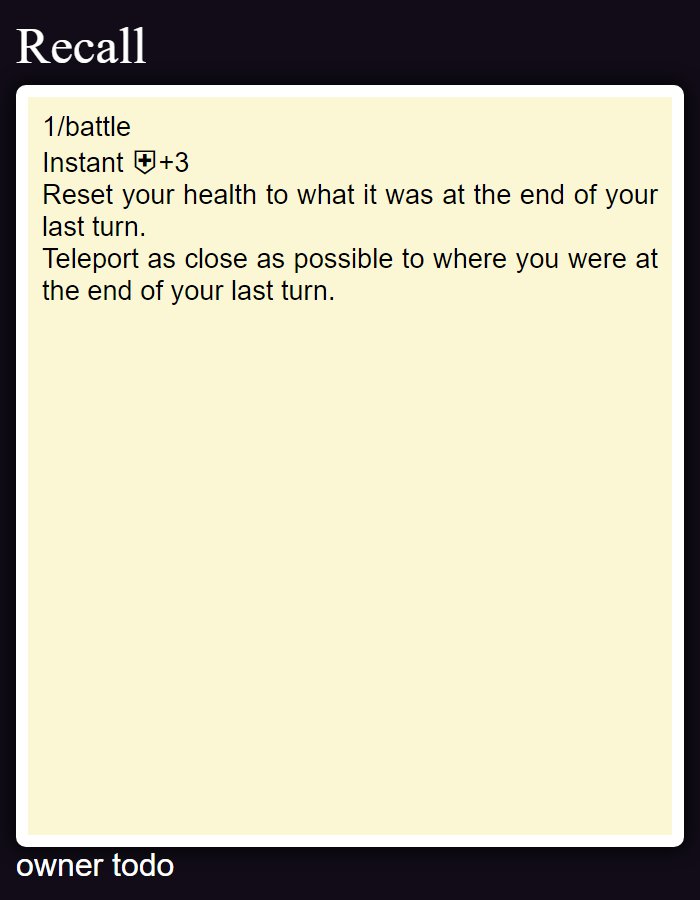 Recall
1/battle
Instant ⛨+3
Reset your health to what it was at the end of your
last turn.
Teleport as close as possible to where you were at
the end of your last turn.
owner todo